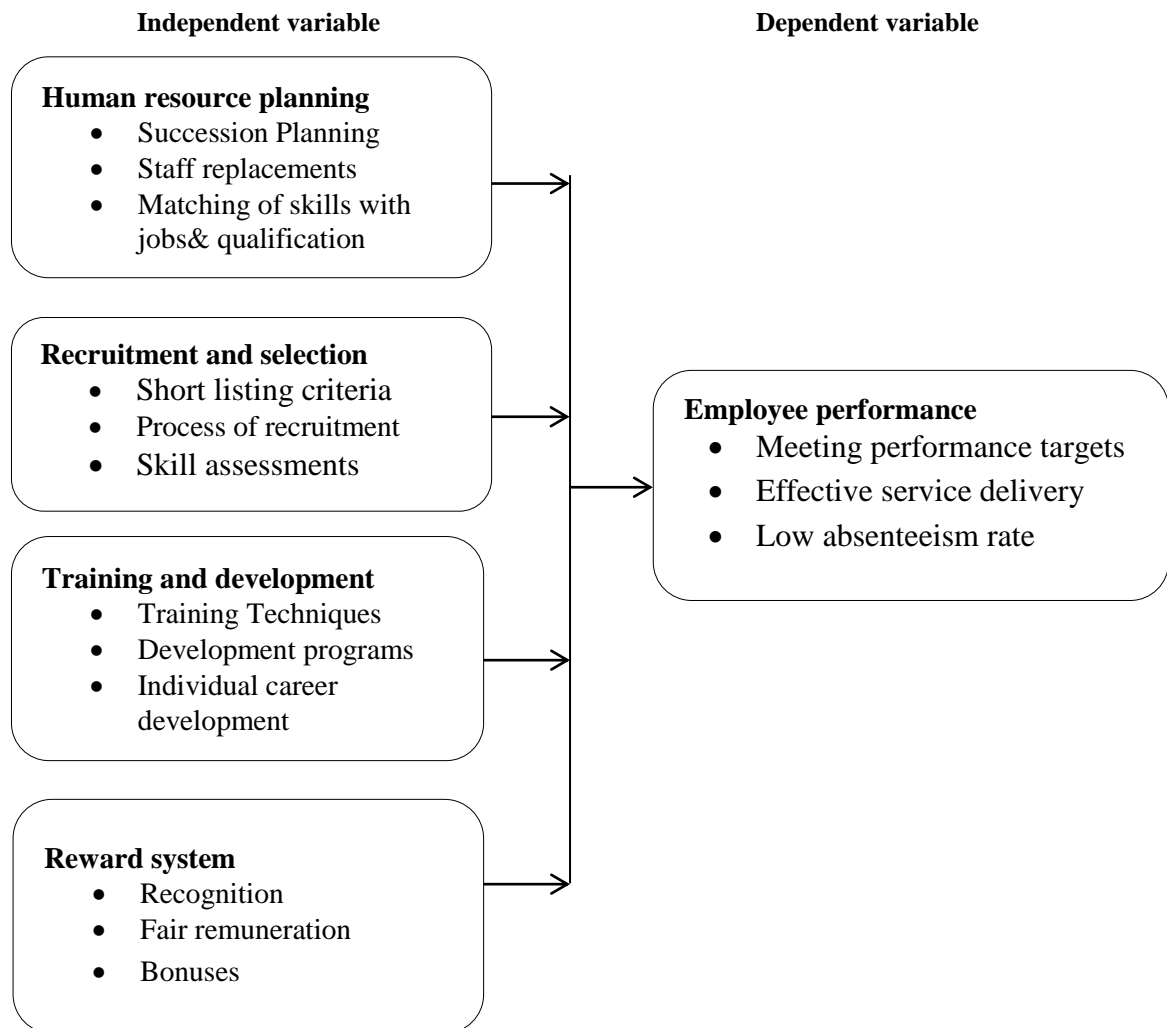 Independent variable
Dependent variable
Human resource planning
• Succession Planning
• Staff replacements
• Matching of skills with
jobs& qualification
Recruitment and selection
• Short listing criteria
• Process of recruitment
• Skill assessments
Training and development
• Training Techniques
• Development programs
• Individual career
development
Reward system
• Recognition
• Fair remuneration
• Bonuses
Employee performance
• Meeting performance targets
• Effective service delivery
• Low absenteeism rate